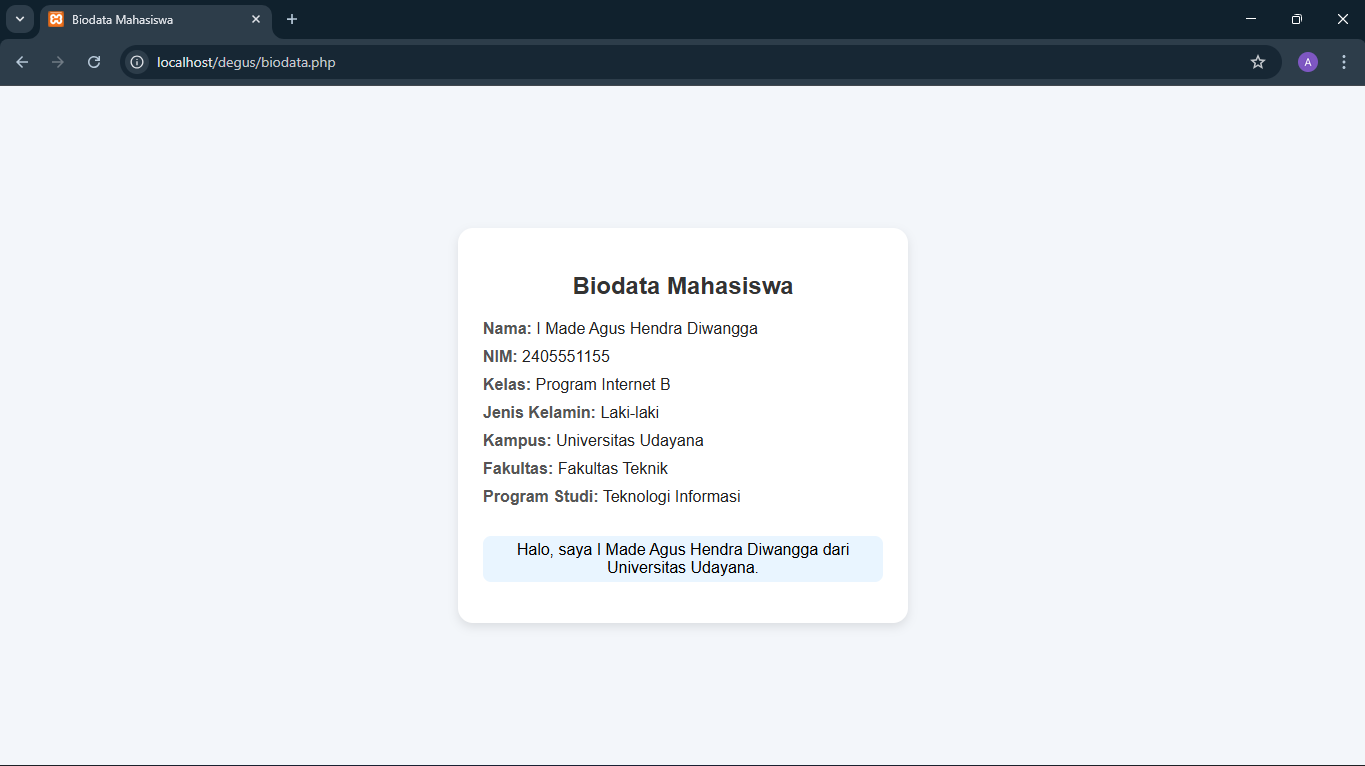 Biodata Mahasiswa
localhost/degus/biodata.php
A
Biodata Mahasiswa
Nama: I Made Agus Hendra Diwangga
NIM: 2405551155
Kelas: Program Internet B
Jenis Kelamin: Laki-laki
Kampus: Universitas Udayana
Fakultas: Fakultas Teknik
Program Studi: Teknologi Informasi
Halo, saya I Made Agus Hendra Diwangga dari
Universitas Udayana.